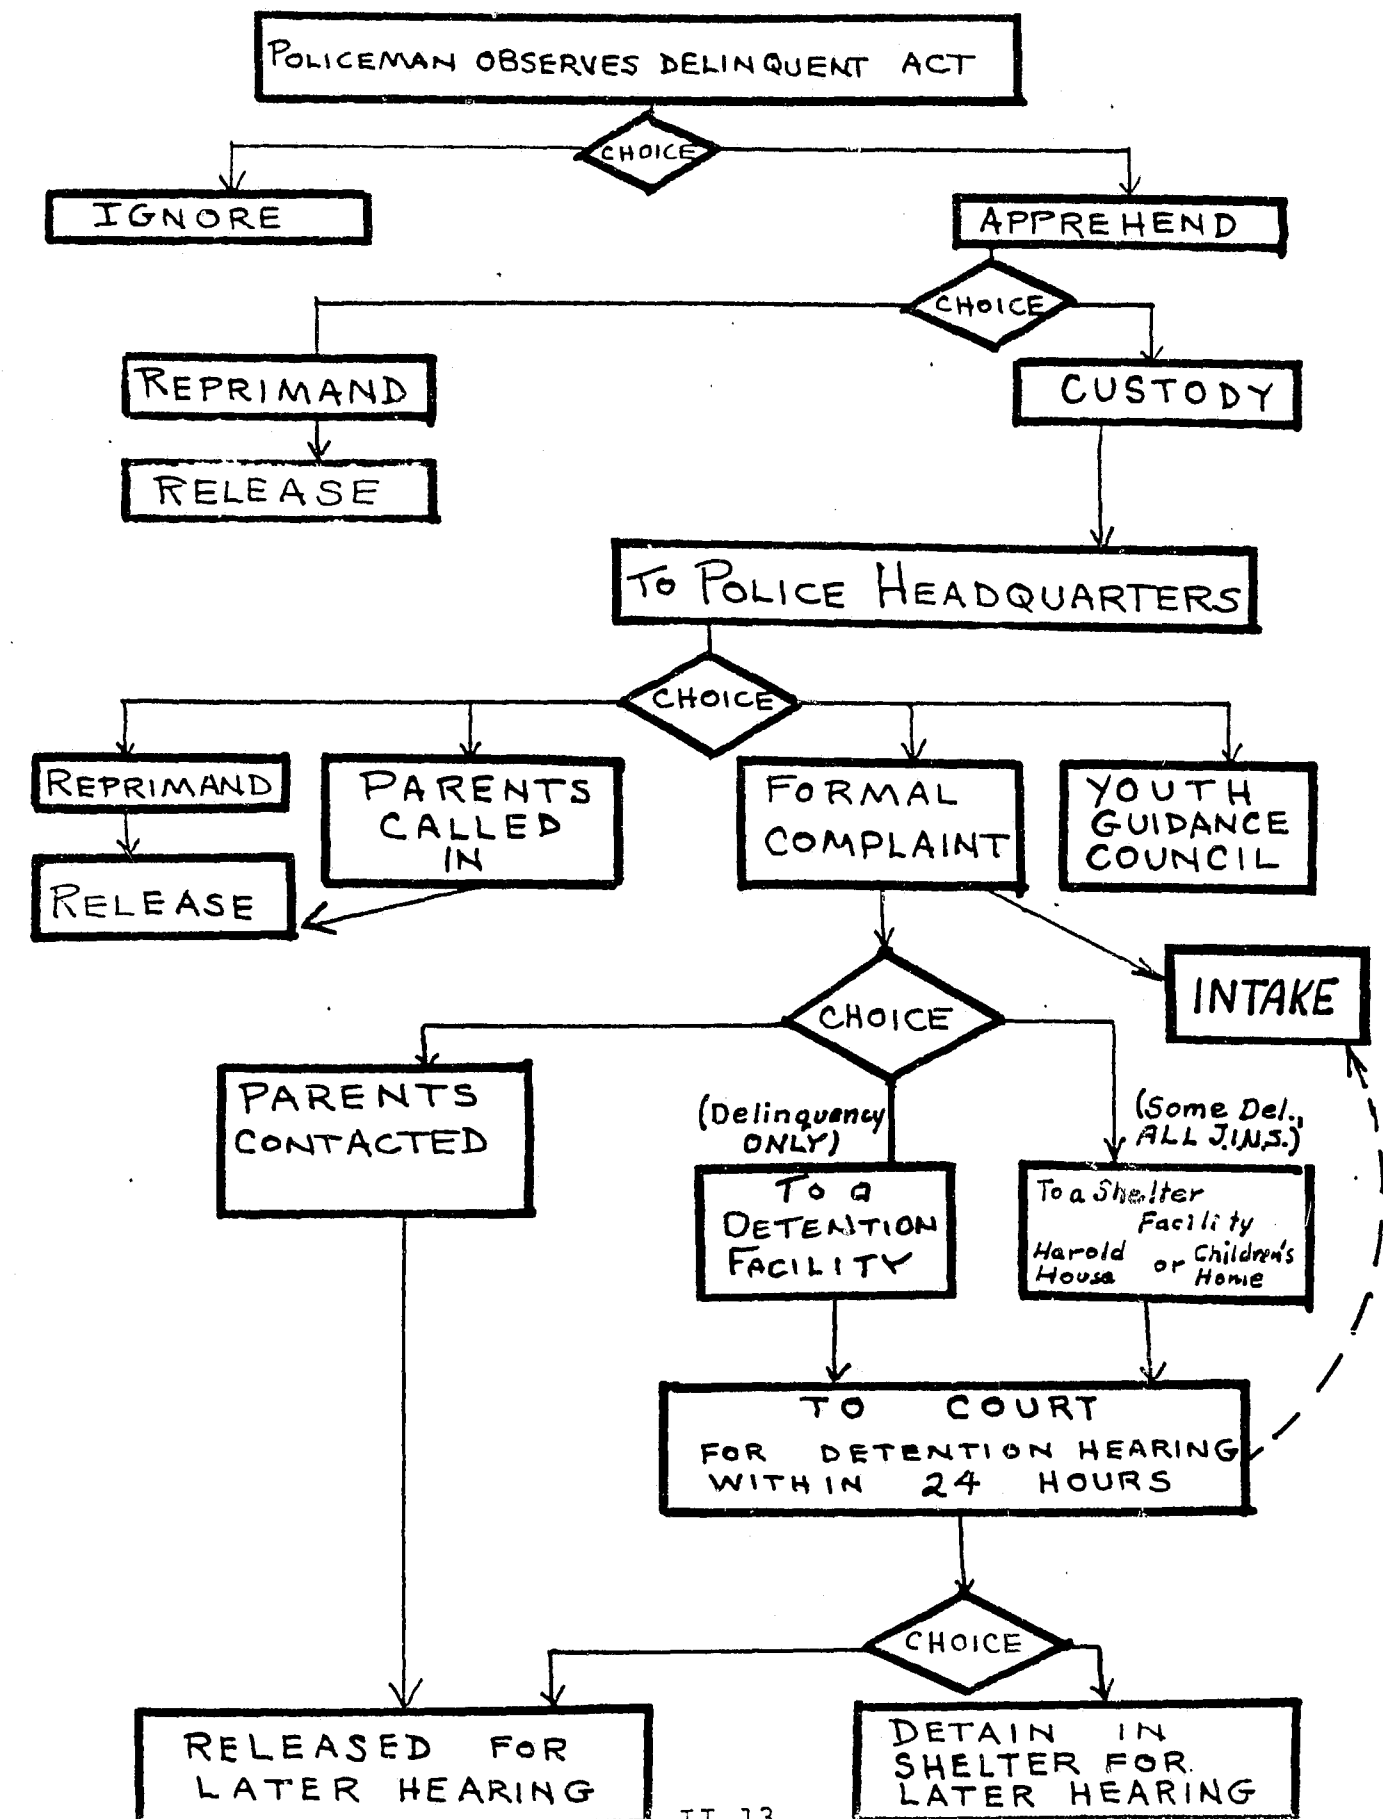 POLICEMAN OBSERVES DELINQUENT ACT
CHOICE
IGNORE
APPREHEND
CHOICE
REPRIMAND
CUSTODY
RELEASE
TO POLICE HEADQUARTERS
CHOICE
REPRIMAND
RELEASE
PARENTS
CALLED
IN
FORMAL
COMPLAINT
YOUTH
GUIDANCE
COUNCIL
INTAKE
CHOICE
PARENTS
CONTACTED
(Delinquency
ONLY)
(Some Del.,
ALL J.I.N.S.)
TO a
DETENTION
FACILITY
To a Shelter
Facility
Harold or Children's
House Home
TO COURT
FOR DETENTION HEARING
WITHIN 24 HOURS
CHOICE
RELEASED FOR
LATER HEARING
DETAIN IN
SHELTER FOR
LATER HEARING